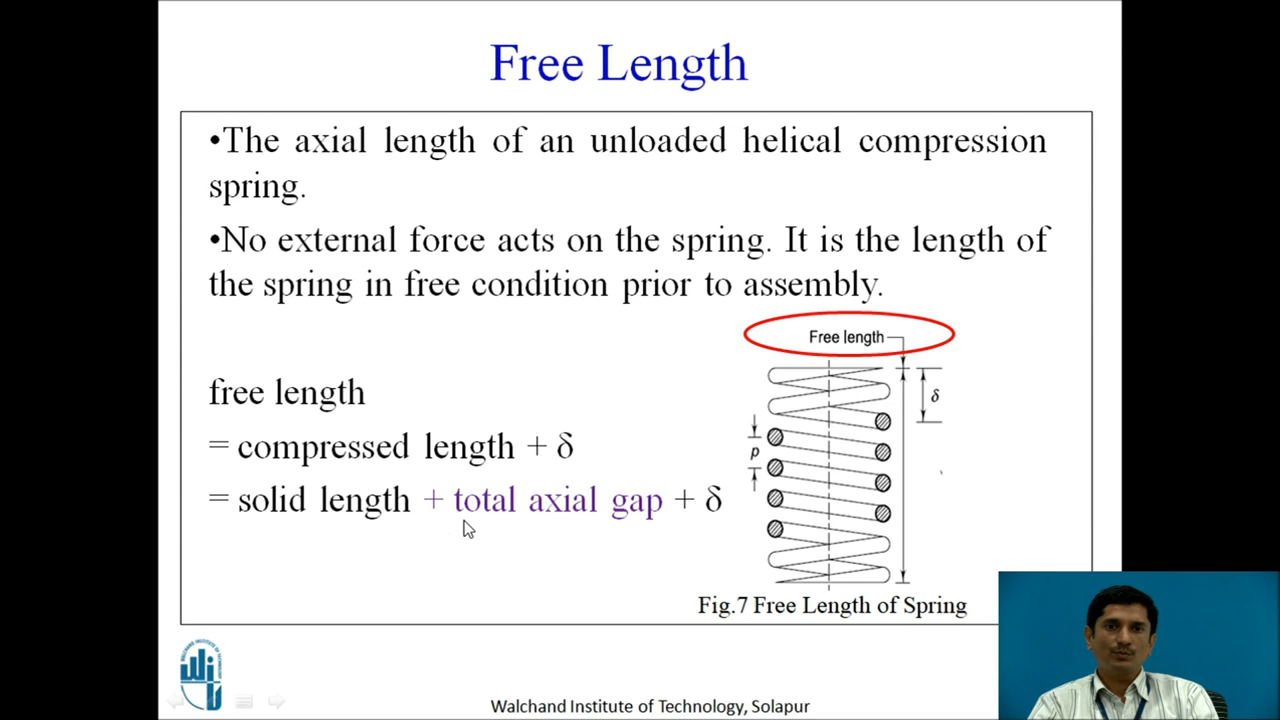 Free Length
•The axial length of an unloaded helical compression
spring.
•No external force acts on the spring. It is the length of
the spring in free condition prior to assembly.
Free length
δ
p
free length
= compressed length + δ
= solid length + total axial gap + δ
Fig.7 Free Length of Spring
Walchand Institute of Technology, Solapur